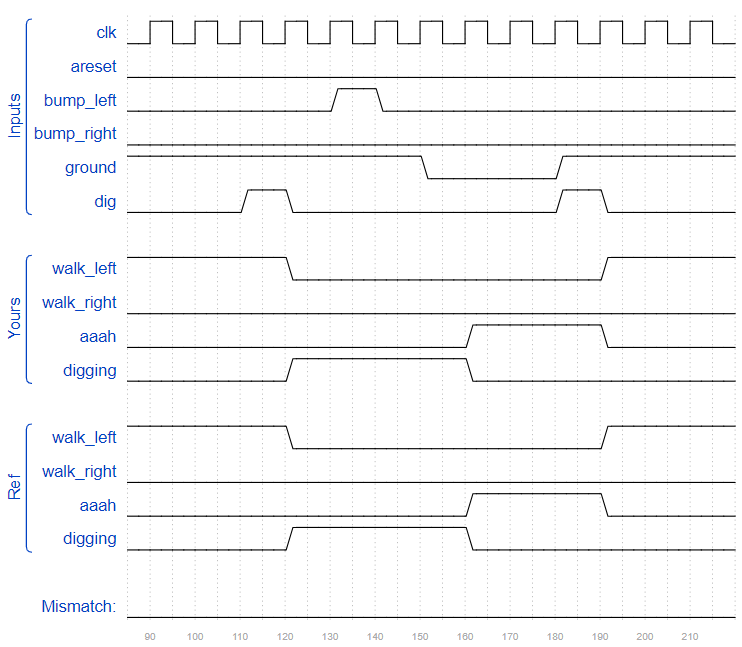 Inputs
clk
areset
bump_left
bump_right
ground
dig
Yours
walk_left
walk_right
aaah
digging
Ref
walk_left
walk_right
aaah
digging
Mismatch:
90 100 110 120 130 140 150 160 170 180 190 200 210